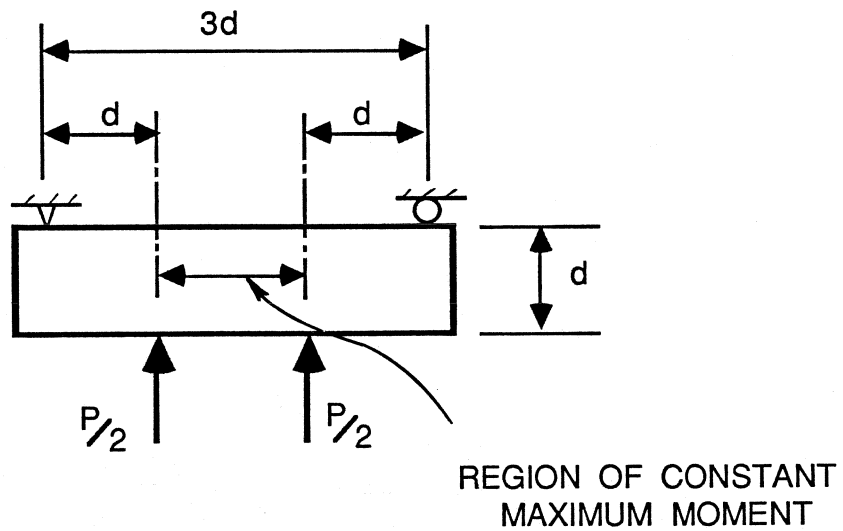 3d
d
d
d
P/2
P/2
REGION OF CONSTANT
MAXIMUM MOMENT